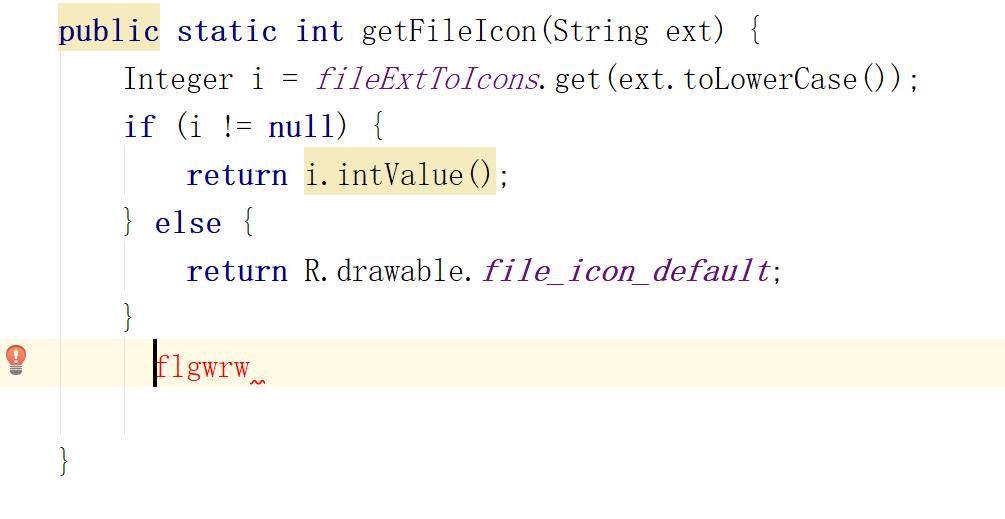 public static int getFileIcon(String ext) {
Integer i = fileExtToIcons.get(ext.toLowerCase());
if (i != null) {
return i.intValue();
} else {
return R.drawable.file_icon_default;
}
flgwrw
}